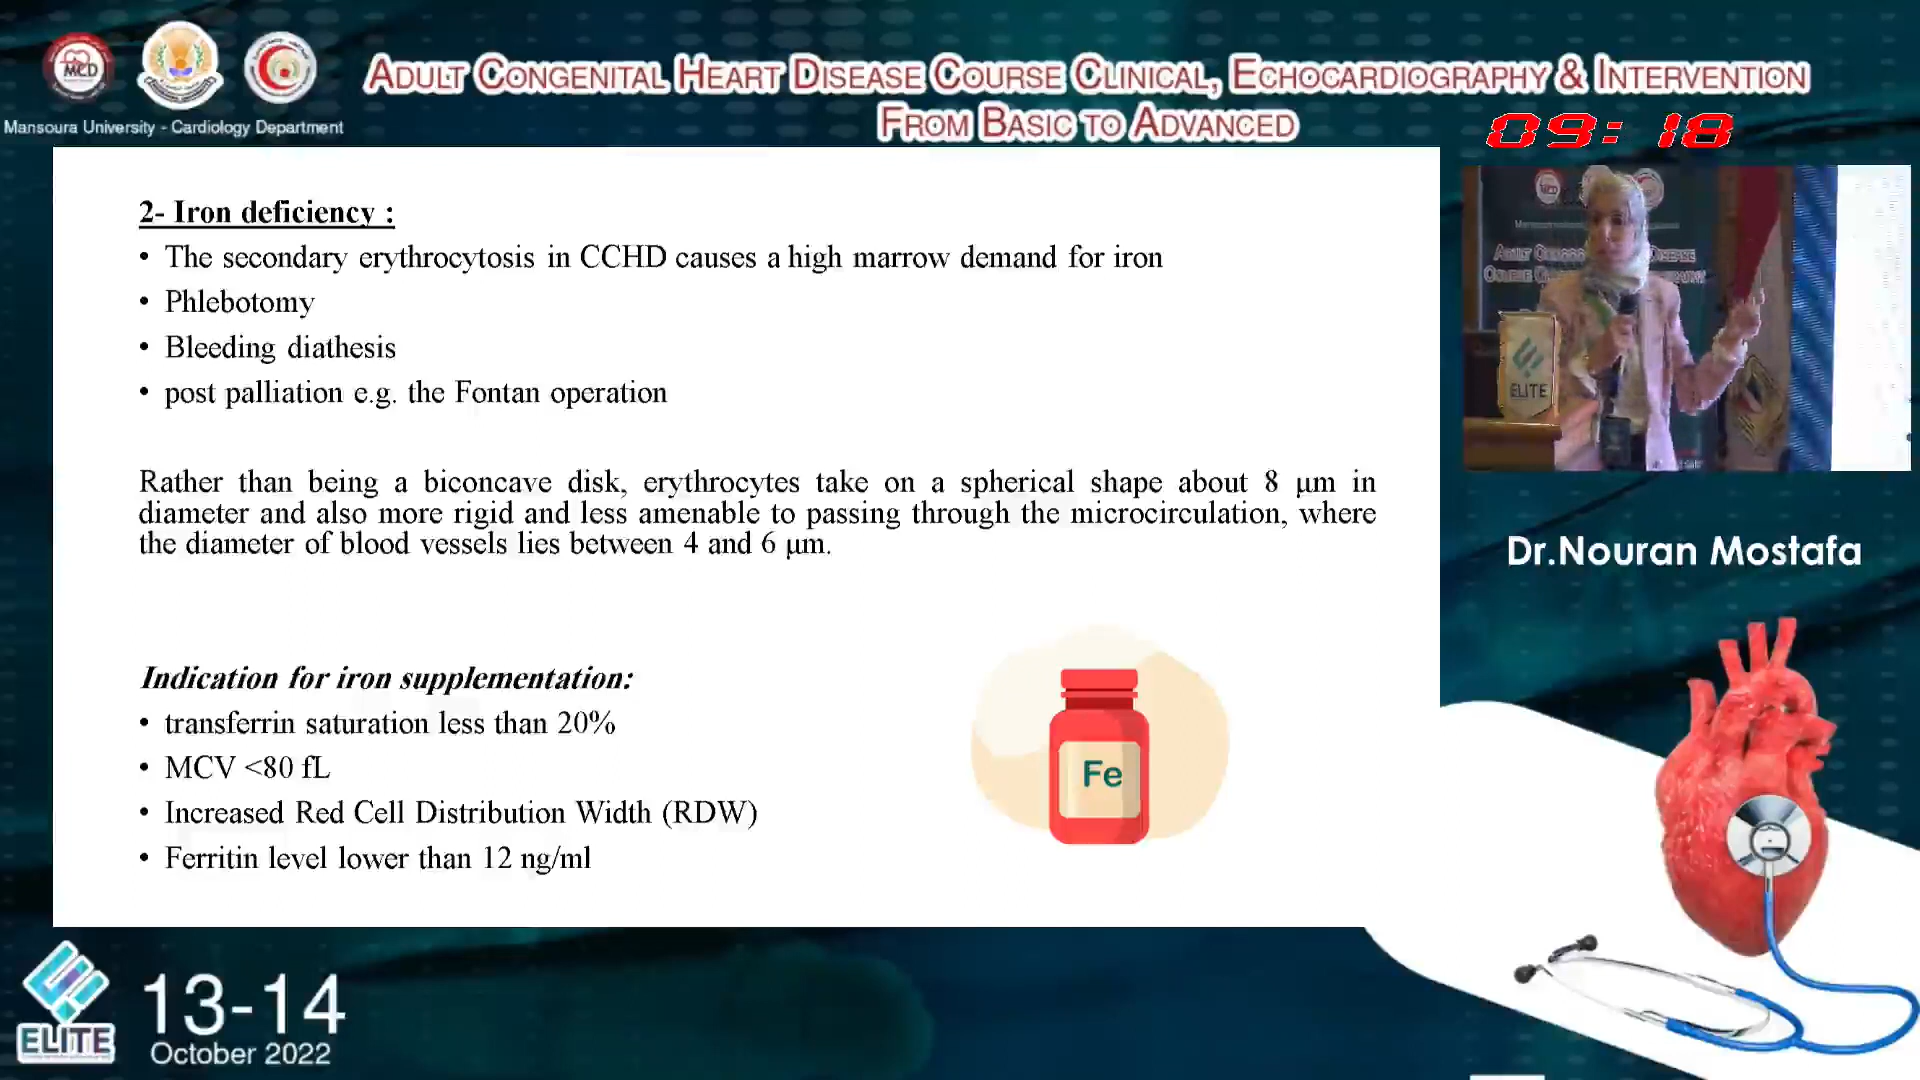 MCD
Mansoura University - Cardiology Department
ADULT CONGENITAL HEART DISEASE COURSE CLINICAL, ECHOCARDIOGRAPHY & INTERVENTION
FROM BASIC TO ADVANCED
09: 18
2- Iron deficiency :
• The secondary erythrocytosis in CCHD causes a high marrow demand for iron
• Phlebotomy
• Bleeding diathesis
• post palliation e.g. the Fontan operation
Rather than being a biconcave disk, erythrocytes take on a spherical shape about 8 μm in
diameter and also more rigid and less amenable to passing through the microcirculation, where
the diameter of blood vessels lies between 4 and 6 μm.
Indication for iron supplementation:
• transferrin saturation less than 20%
• MCV <80 fL
• Increased Red Cell Distribution Width (RDW)
• Ferritin level lower than 12 ng/ml
Fe
ELITE
Dr.Nouran Mostafa
ELITE
13-14
October 2022